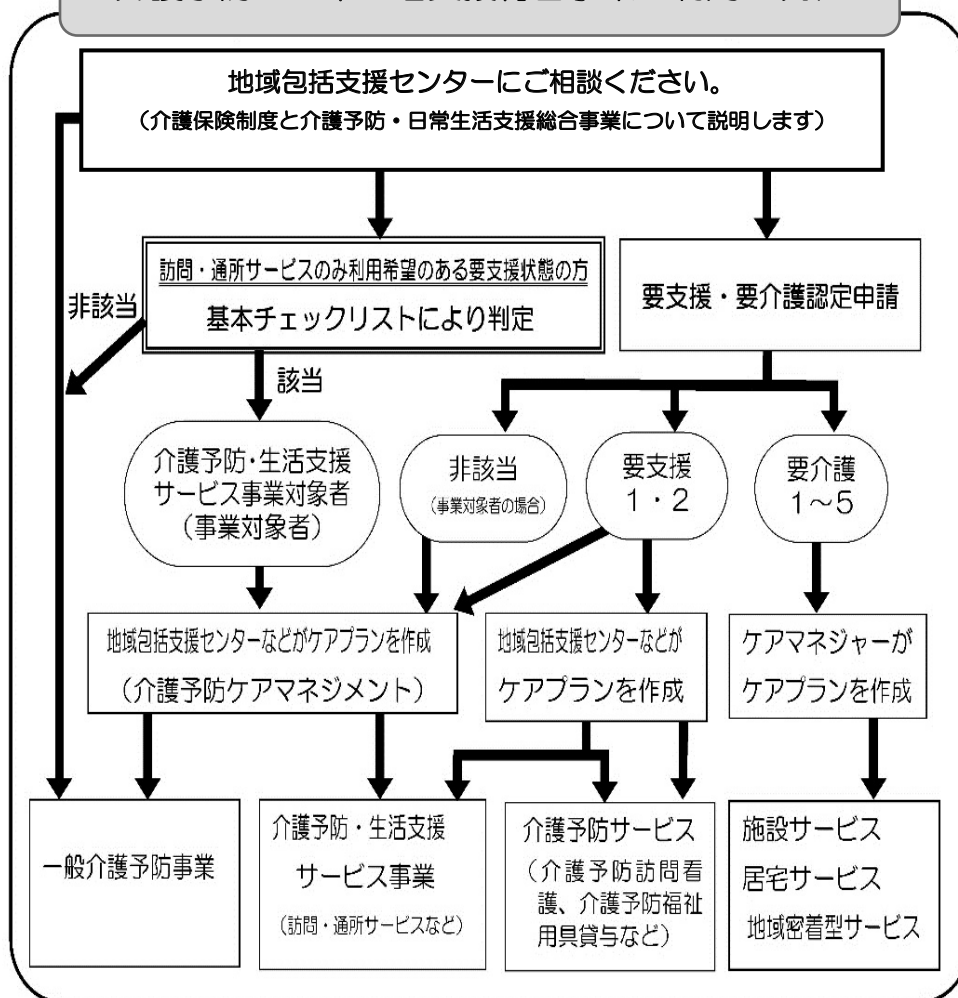 地域包括支援センターにご相談ください。
（介護保険制度と介護予防・日常生活支援総合事業について説明します）
訪問・通所サービスのみ利用希望のある要支援状態の方
基本チェックリストにより判定
要支援・要介護認定申請
非該当
該当
介護予防・生活支援
サービス事業対象者
（事業対象者）
非該当
（事業対象者の場合）
要支援
１・２
要介護
１～５
地域包括支援センターなどがケアプランを作成
（介護予防ケアマネジメント）
地域包括支援センターなどが
ケアプランを作成
ケアマネジャーが
ケアプランを作成
一般介護予防事業
介護予防・生活支援
サービス事業
（訪問・通所サービスなど）
介護予防サービス
（介護予防訪問看
護、介護予防福祉
用具貸与など）
施設サービス
居宅サービス
地域密着型サービス